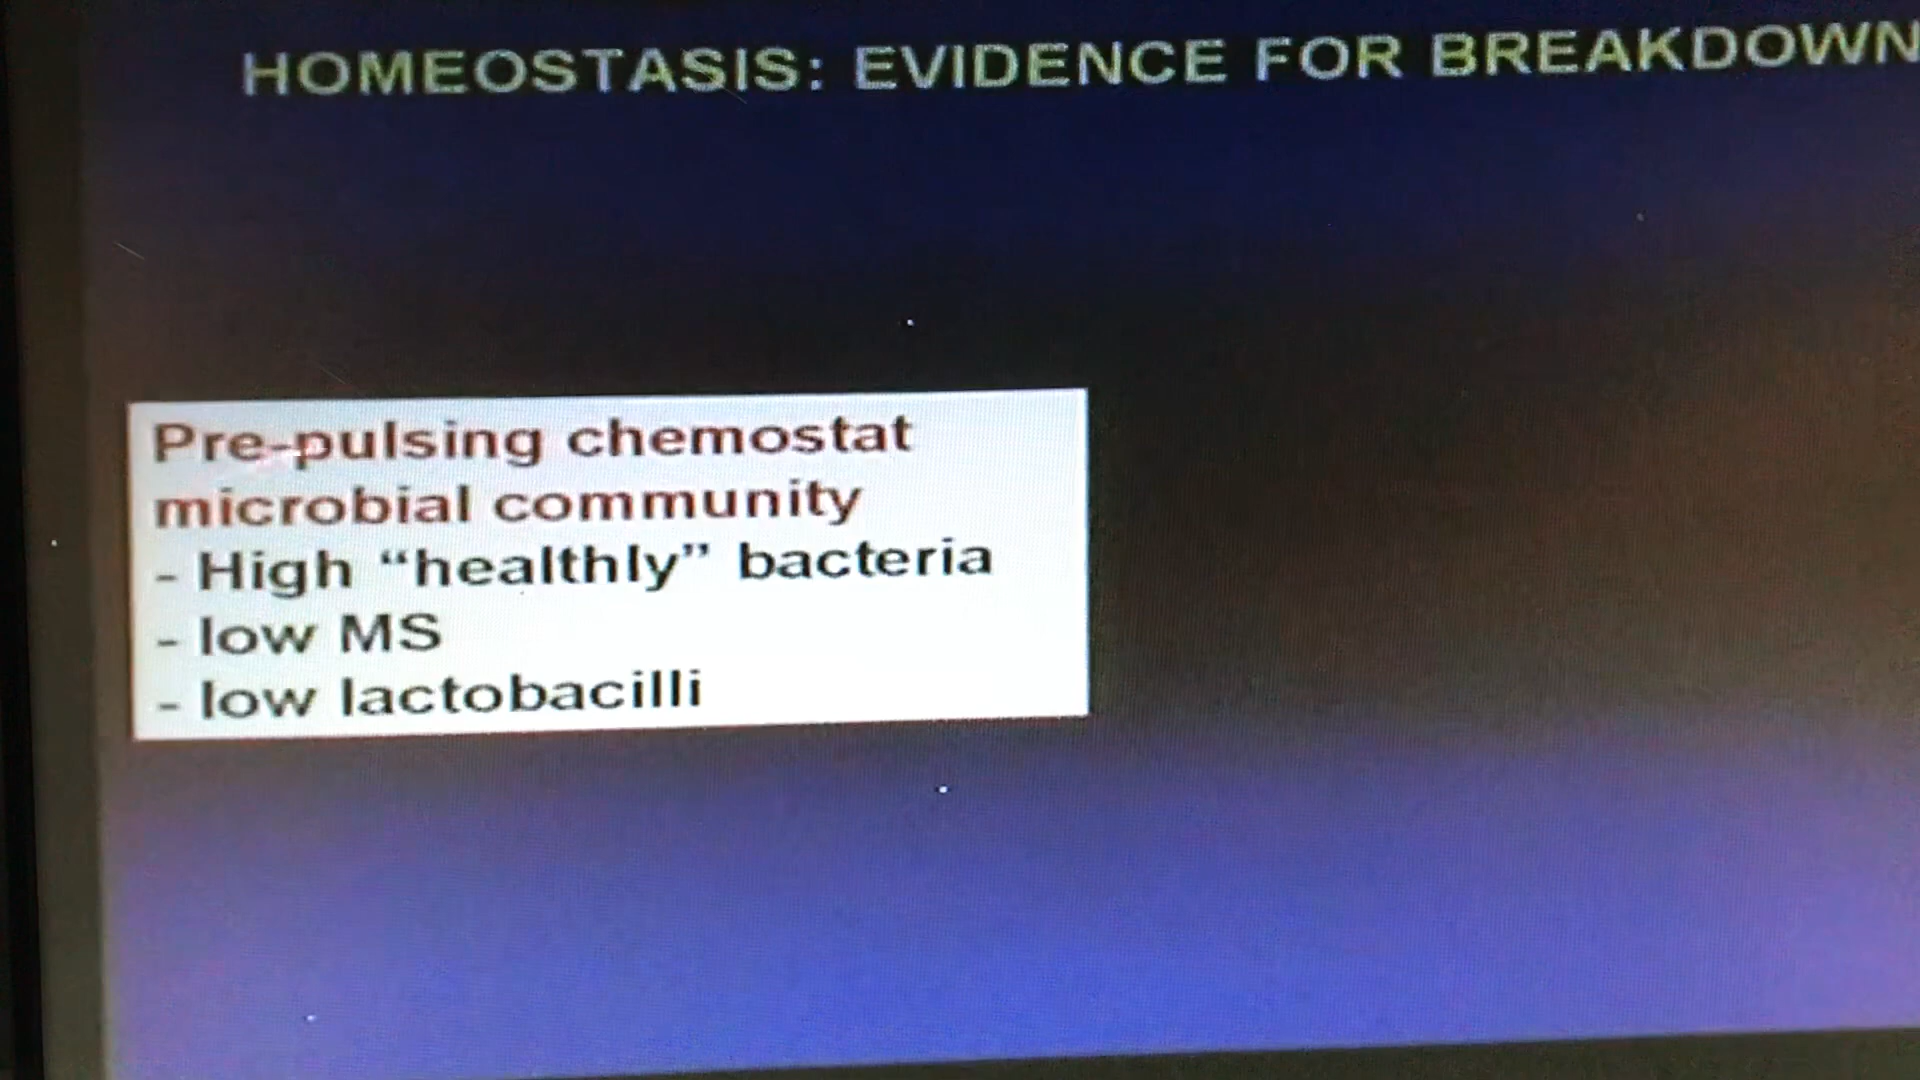 HOMEOSTASIS: EVIDENCE FOR BREAKDOWN
Pre-pulsing chemostat
microbial community
- High “healthly” bacteria
- low MS
- low lactobacilli